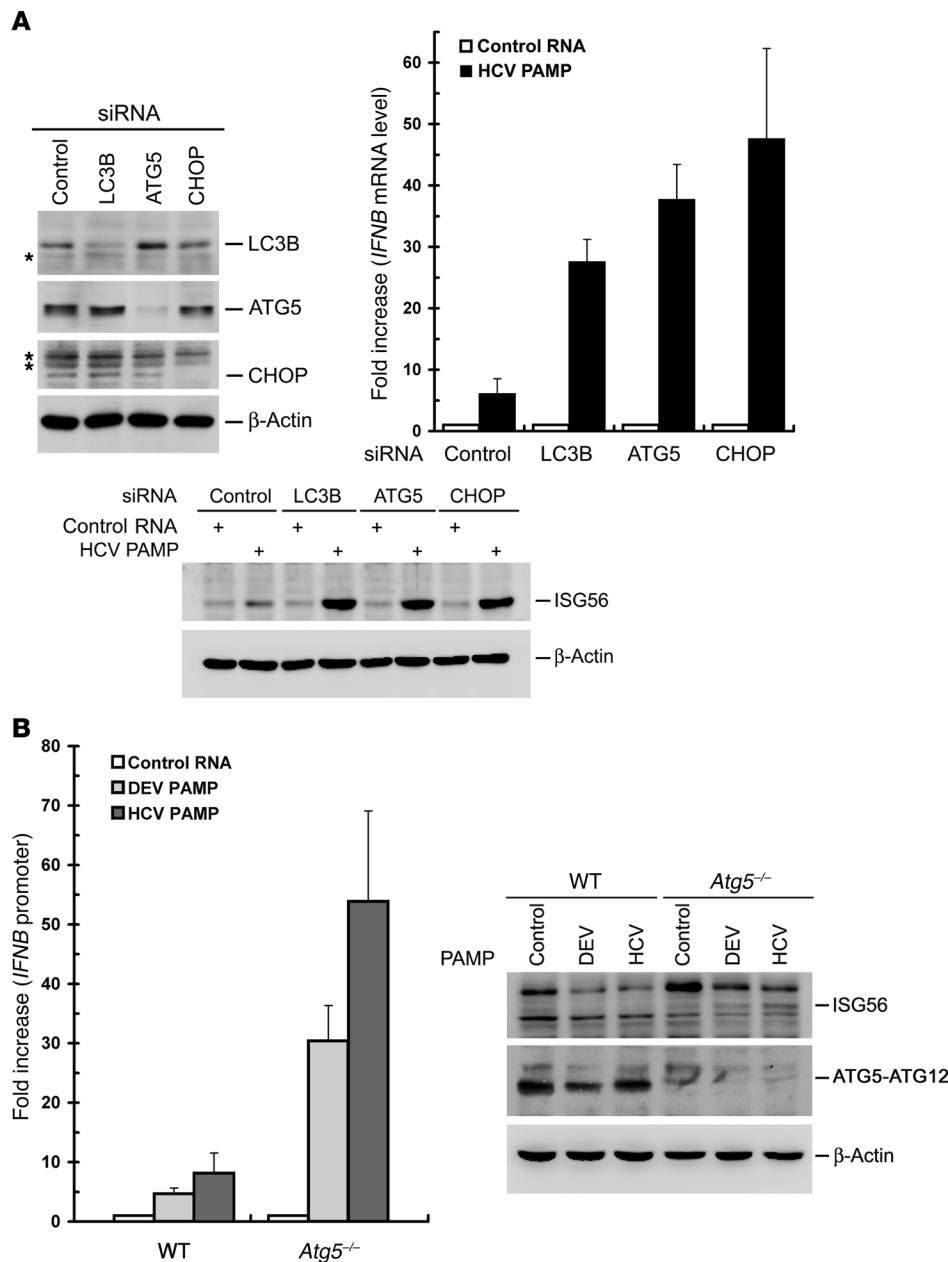 A
siRNA
Control LC3B ATG5 CHOP
* LC3B
ATG5
*
* CHOP
β-Actin
Control RNA
HCV PAMP
Fold increase (IFNB mRNA level)
60
50
40
30
20
10
0
siRNA Control LC3B ATG5 CHOP
siRNA Control LC3B ATG5 CHOP
Control RNA + + + +
HCV PAMP + + + +
ISG56
β-Actin
B
Control RNA
DEV PAMP
HCV PAMP
Fold increase (IFNB promoter)
80
70
60
50
40
30
20
10
0
WT Atg5–/–
WT Atg5–/–
PAMP Control DEV HCV Control DEV HCV
ISG56
ATG5-ATG12
β-Actin